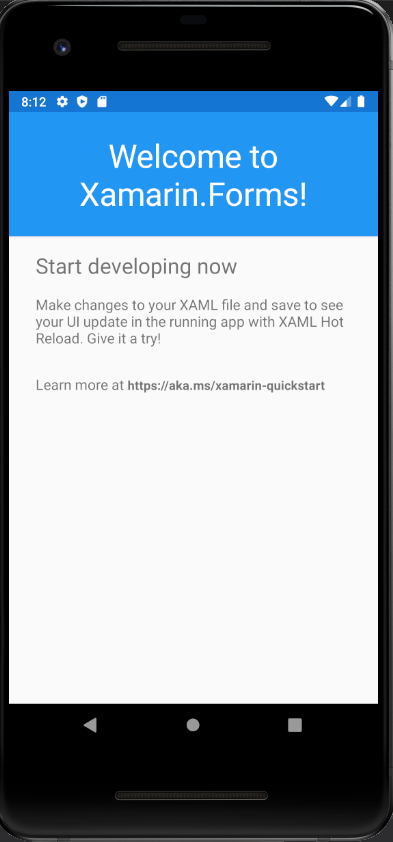 8:12
Welcome to
Xamarin.Forms!
Start developing now
Make changes to your XAML file and save to see
your UI update in the running app with XAML Hot
Reload. Give it a try!
Learn more at https://aka.ms/xamarin-quickstart